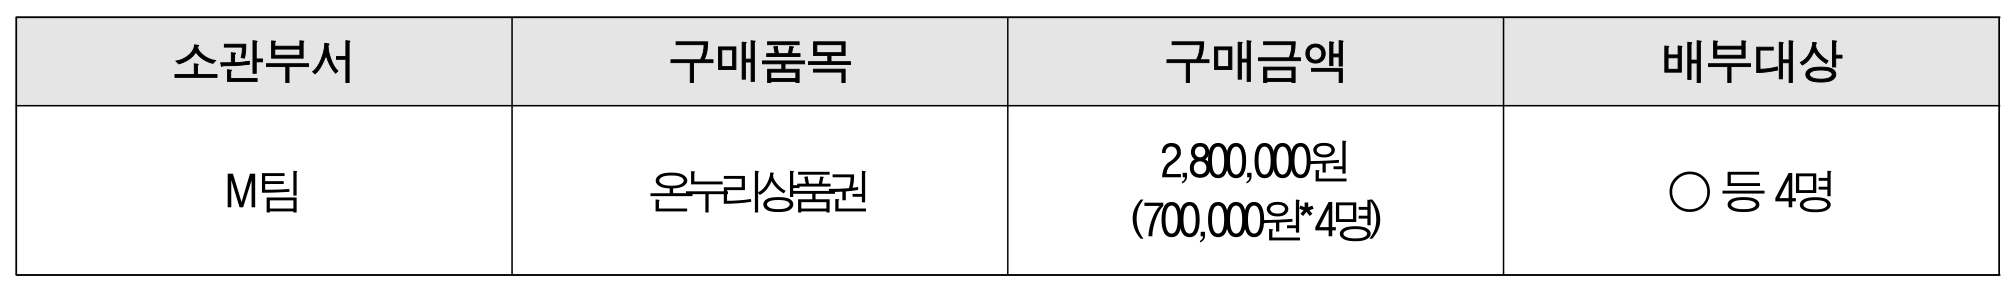 소관부서 구매품목 구매금액 배부대상
M팀 온누리상품권 2,800,000원 ○ 등 4명
(700,000원*4명)